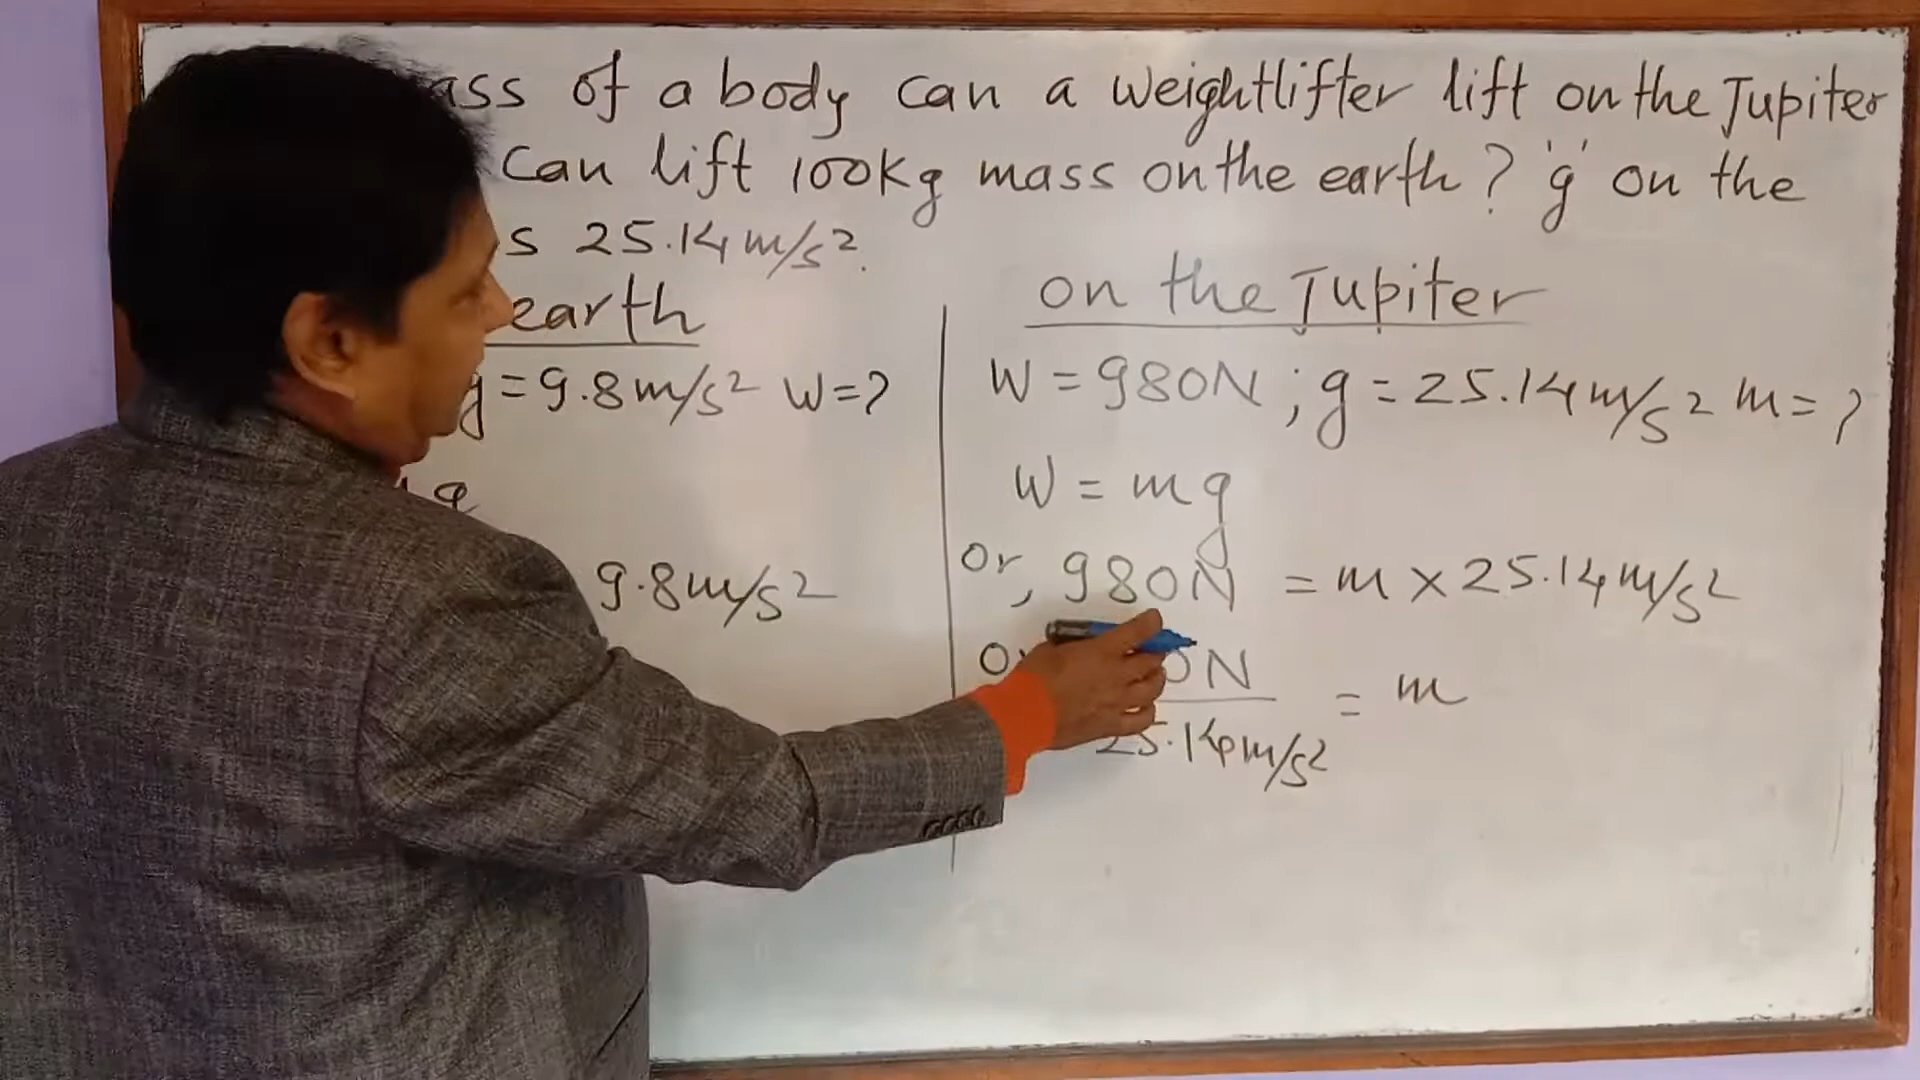 of a body can a weightlifter lift on the Jupiter
can lift 100kg mass on the earth? 'g' on the
25.14 m/s².
earth
g = 9.8 m/s² W = ?
9.8 m/s²
on the Jupiter
W = 980N ; g = 25.14 m/s² m = ?
W = mg
or, 980N = m × 25.14 m/s²
N
25.14 m/s² = m